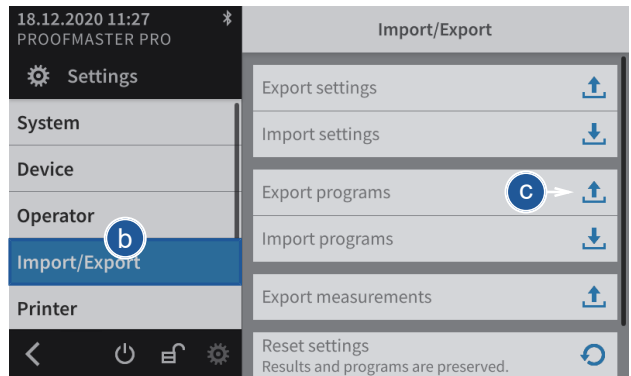 18.12.2020 11:27
PROOFMASTER PRO
Settings
System
Device
Operator
b
Import/Export
Printer
Import/Export
Export settings
Import settings
Export programs
c
Import programs
Export measurements
Reset settings
Results and programs are preserved.